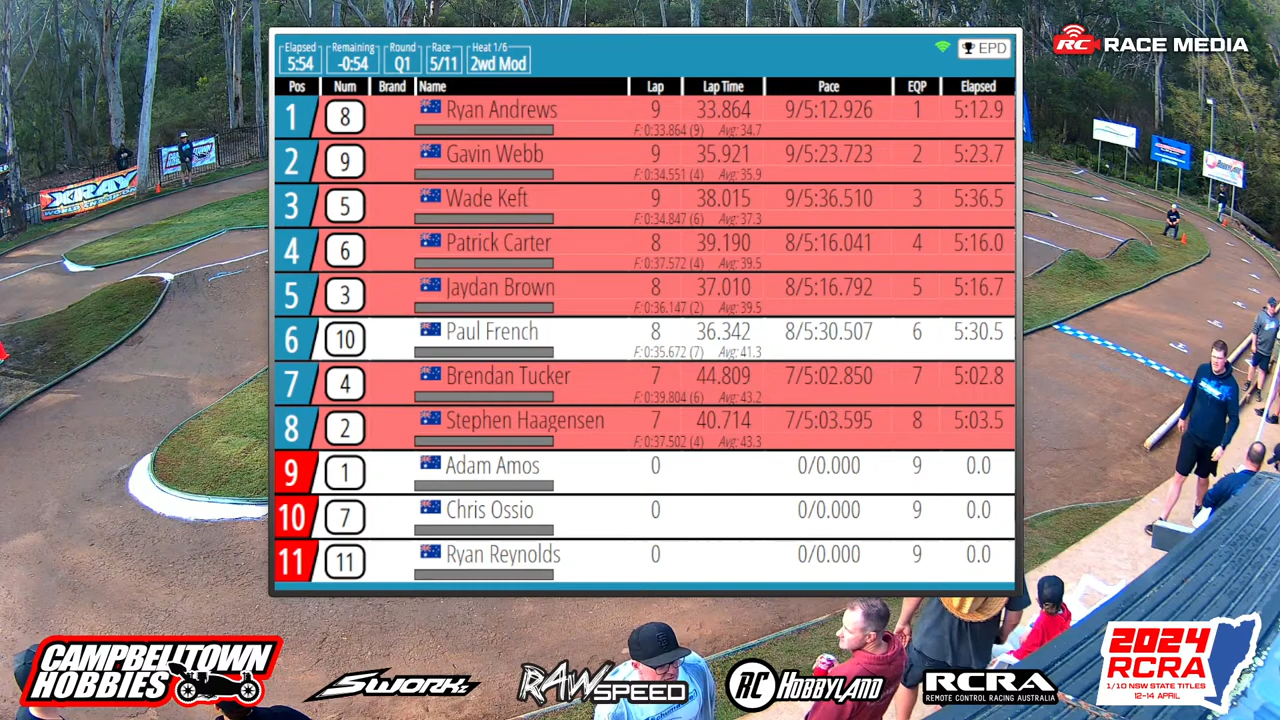 RC RACE MEDIA
Elapsed Remaining Round Race Heat 1/6
5:54 -0:54 Q1 5/11 2wd Mod
EPD
Pos Num Brand Name Lap Lap Time Pace EQP Elapsed
1 8 Ryan Andrews 9 33.864 9/5:12.926 1 5:12.9
F: 0:33.864 (9) Avg: 34.7
2 9 Gavin Webb 9 35.921 9/5:23.723 2 5:23.7
F: 0:34.551 (4) Avg: 35.9
3 5 Wade Keft 9 38.015 9/5:36.510 3 5:36.5
F: 0:34.847 (6) Avg: 37.3
4 6 Patrick Carter 8 39.190 8/5:16.041 4 5:16.0
F: 0:37.572 (4) Avg: 39.5
5 3 Jaydan Brown 8 37.010 8/5:16.792 5 5:16.7
F: 0:36.147 (2) Avg: 39.5
6 10 Paul French 8 36.342 8/5:30.507 6 5:30.5
F: 0:35.672 (7) Avg: 41.3
7 4 Brendan Tucker 7 44.809 7/5:02.850 7 5:02.8
F: 0:39.804 (6) Avg: 43.2
8 2 Stephen Haagensen 7 40.714 7/5:03.595 8 5:03.5
F: 0:37.502 (4) Avg: 43.3
9 1 Adam Amos 0 0/0.000 9 0.0
10 7 Chris Ossio 0 0/0.000 9 0.0
11 11 Ryan Reynolds 0 0/0.000 9 0.0
XRAY
CAMPBELLTOWN
HOBBIES
SWORKz
RAW SPEED
RC HOBBYLAND
RCRA
REMOTE CONTROL RACING AUSTRALIA
2024
RCRA
1/10 NSW STATE TITLES
12-14 APRIL